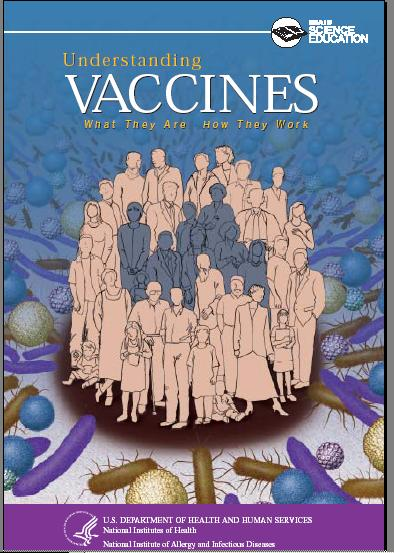 SCIENCE
EDUCATION
Understanding
VACCINES
What They Are How They Work
U.S. DEPARTMENT OF HEALTH AND HUMAN SERVICES
National Institutes of Health
National Institute of Allergy and Infectious Diseases